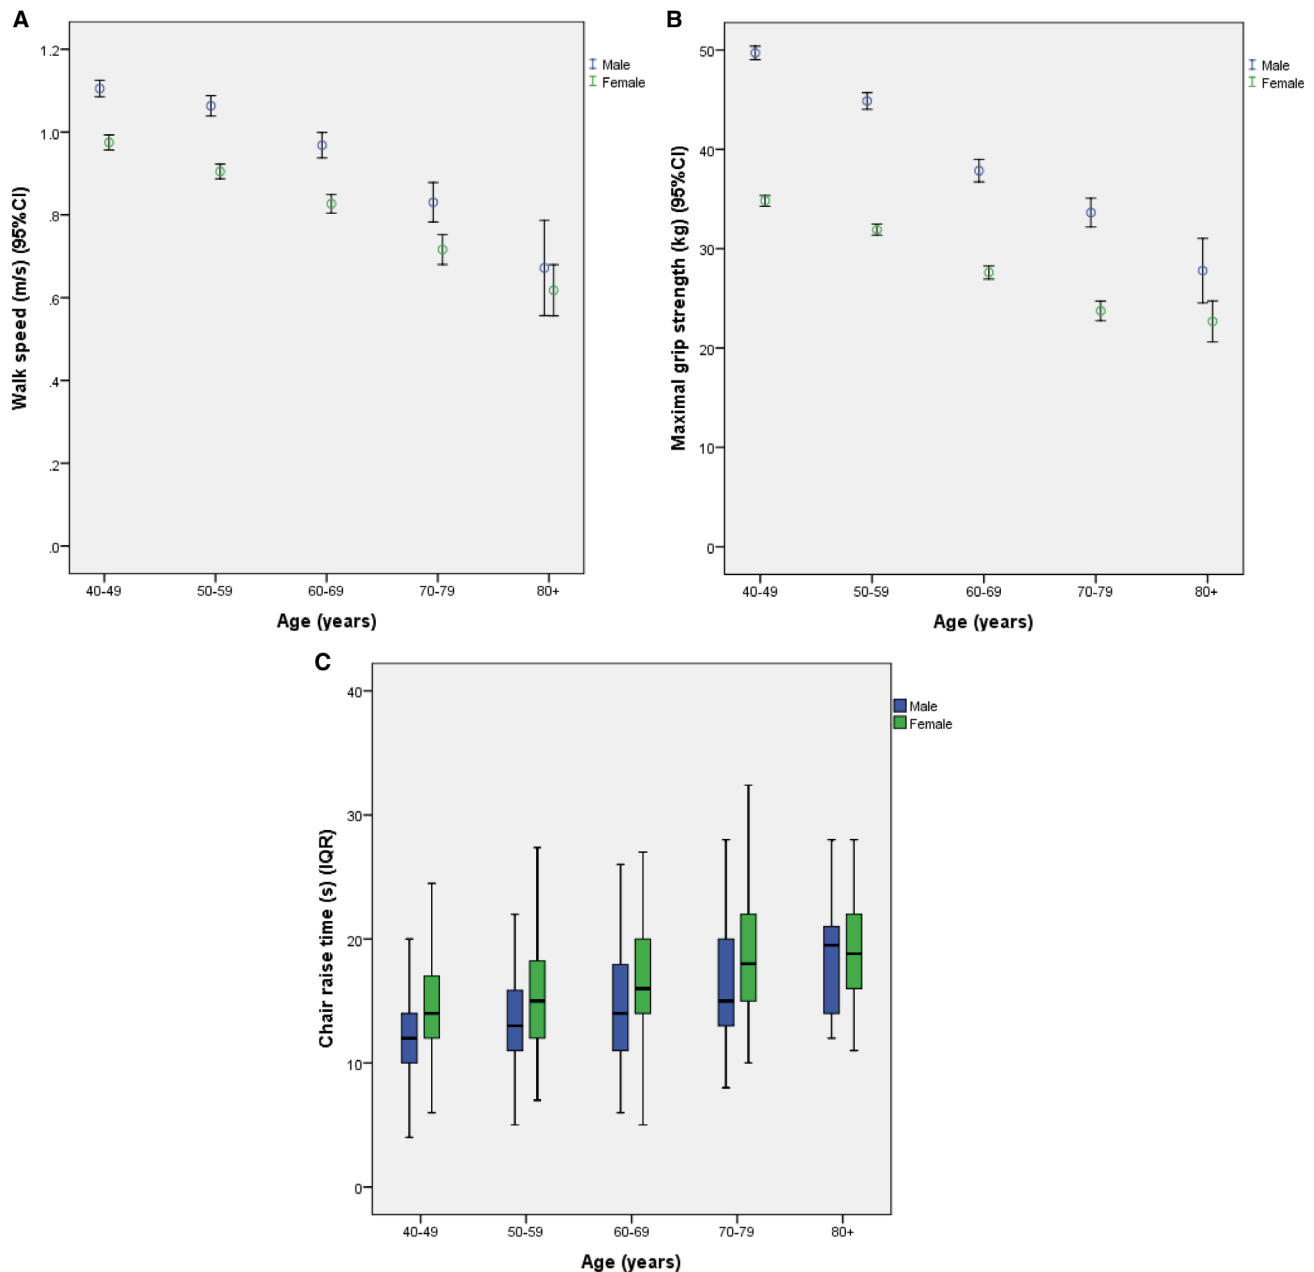 A
Walk speed (m/s) (95%CI)
1.2
1.0
.8
.6
.4
.2
.0
40-49 50-59 60-69 70-79 80+
Age (years)
Male
Female
B
Maximal grip strength (kg) (95%CI)
50
40
30
20
10
0
40-49 50-59 60-69 70-79 80+
Age (years)
Male
Female
C
Chair raise time (s) (IQR)
40
30
20
10
0
40-49 50-59 60-69 70-79 80+
Age (years)
Male
Female